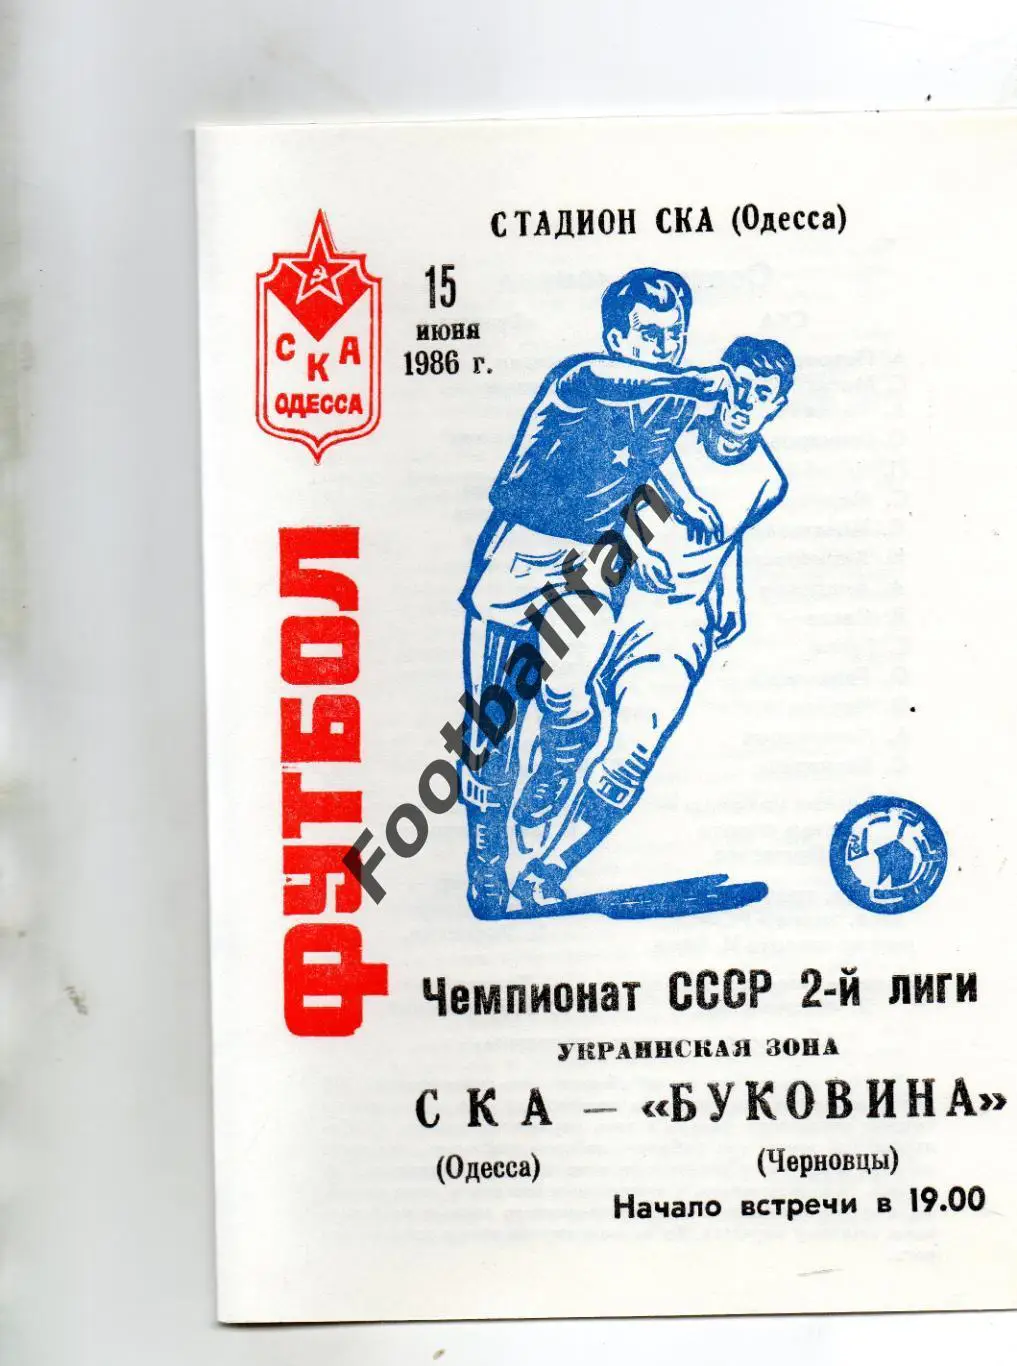 СТАДИОН СКА (Одесса)
15
июня
1986 г.
СКА
ОДЕССА
ФУТБОЛ
Footballfan
Чемпионат СССР 2-й лиги
УКРАИНСКАЯ ЗОНА
СКА — «БУКОВИНА»
(Одесса) (Черновцы)
Начало встречи в 19.00